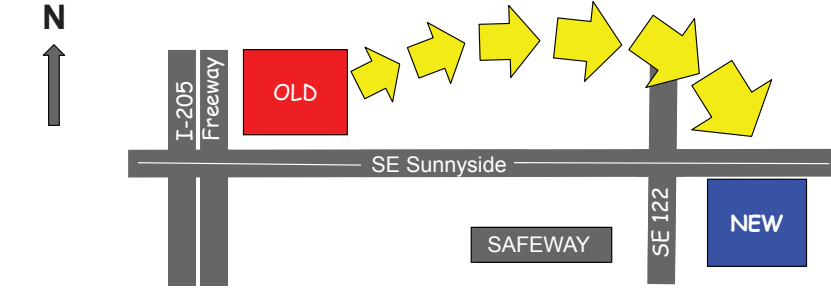 N
I-205
Freeway
OLD
SE Sunnyside
SAFEWAY
SE 122
NEW